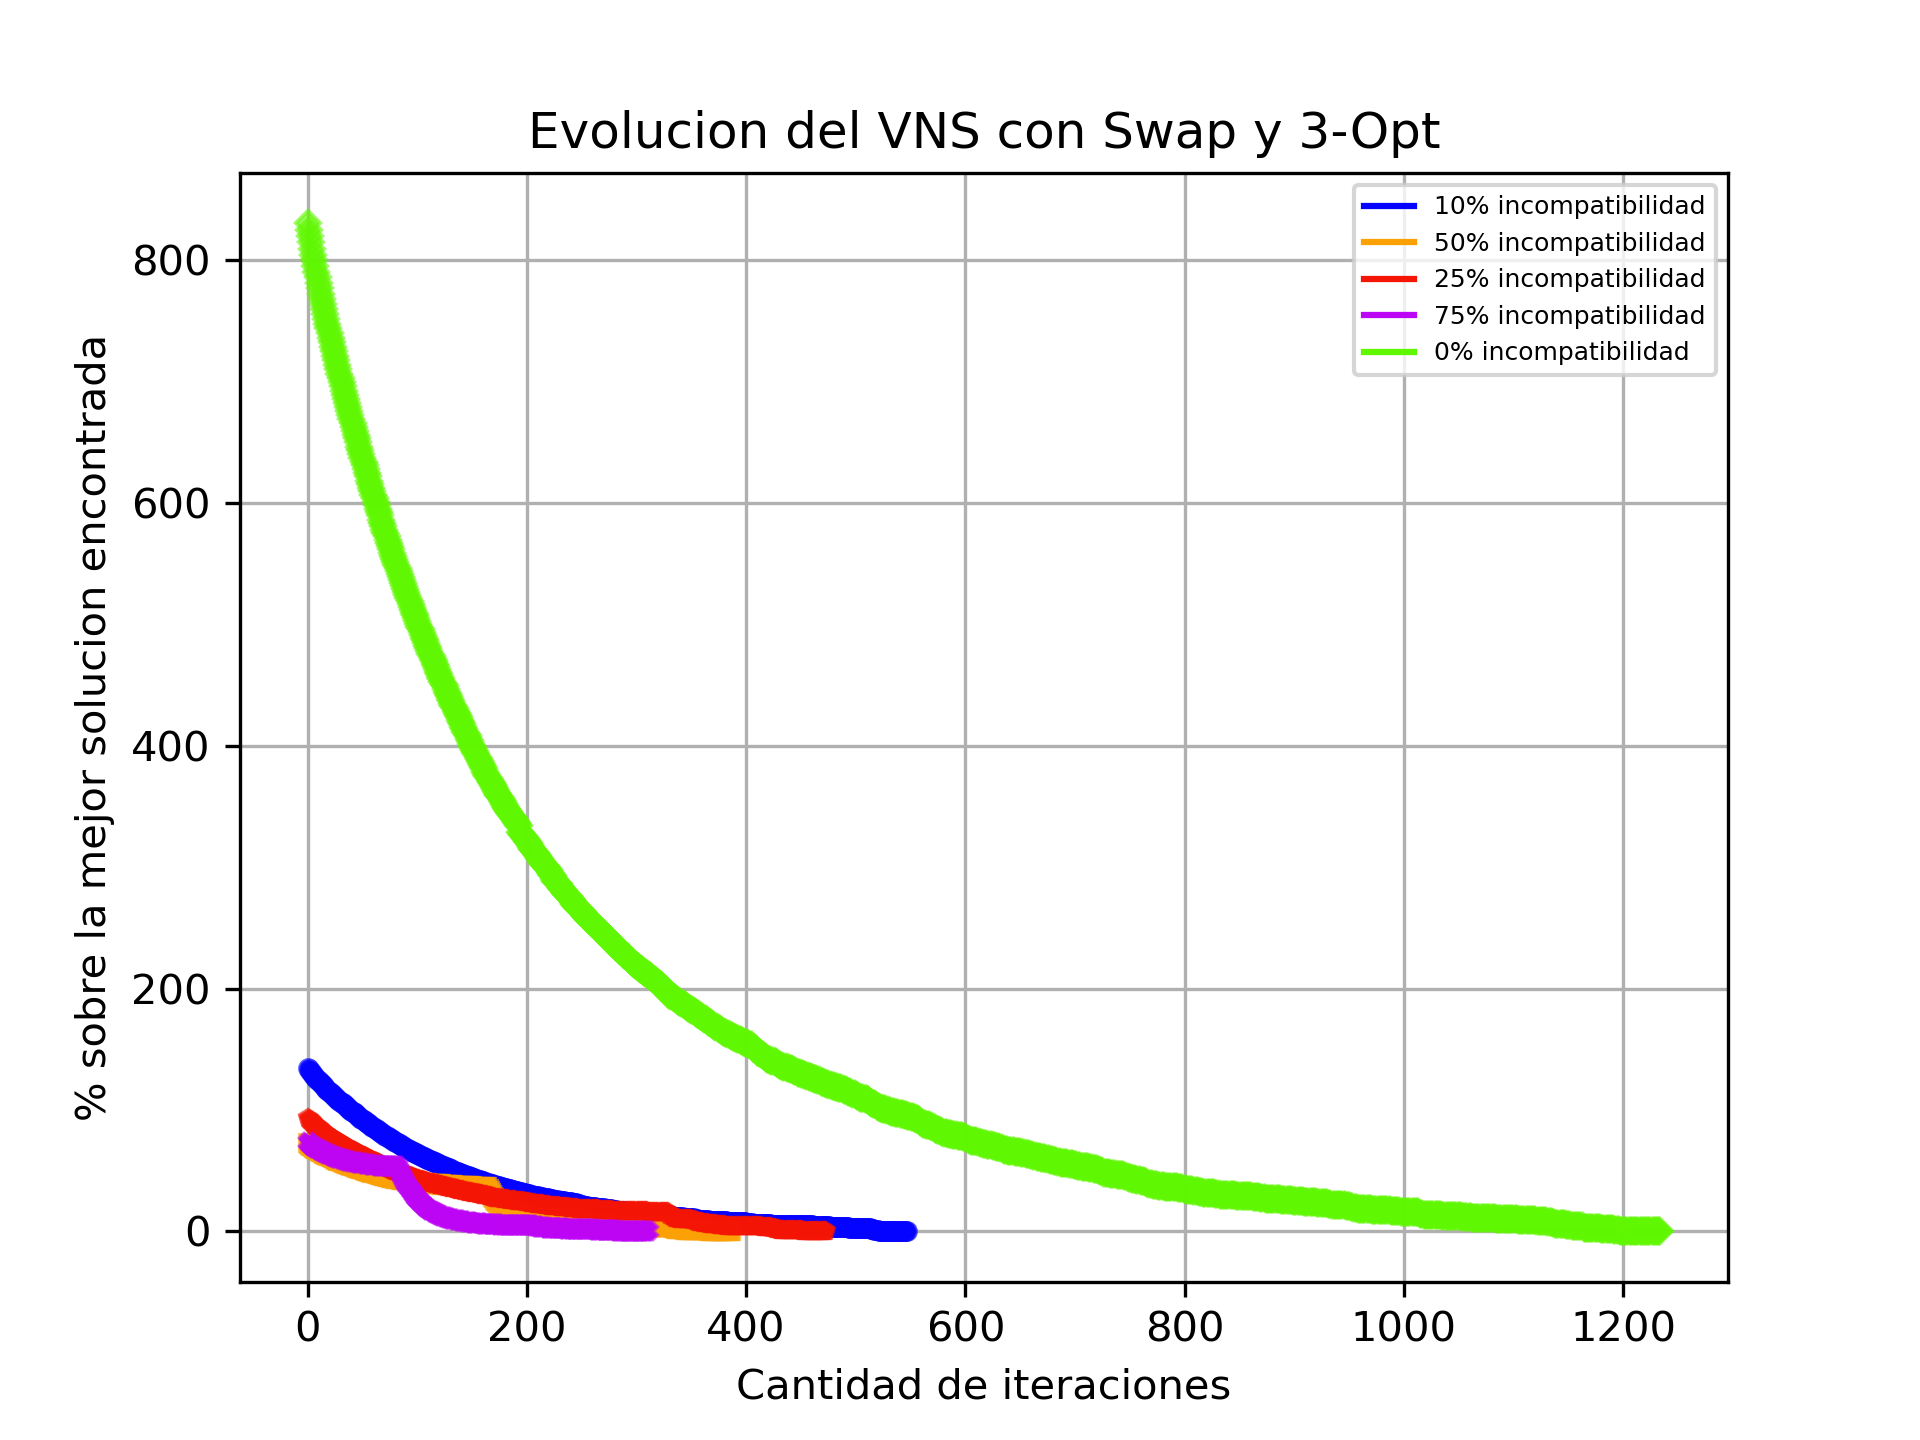 Evolucion del VNS con Swap y 3-Opt
10% incompatibilidad
50% incompatibilidad
25% incompatibilidad
75% incompatibilidad
0% incompatibilidad
% sobre la mejor solucion encontrada
800
600
400
200
0
0 200 400 600 800 1000 1200
Cantidad de iteraciones